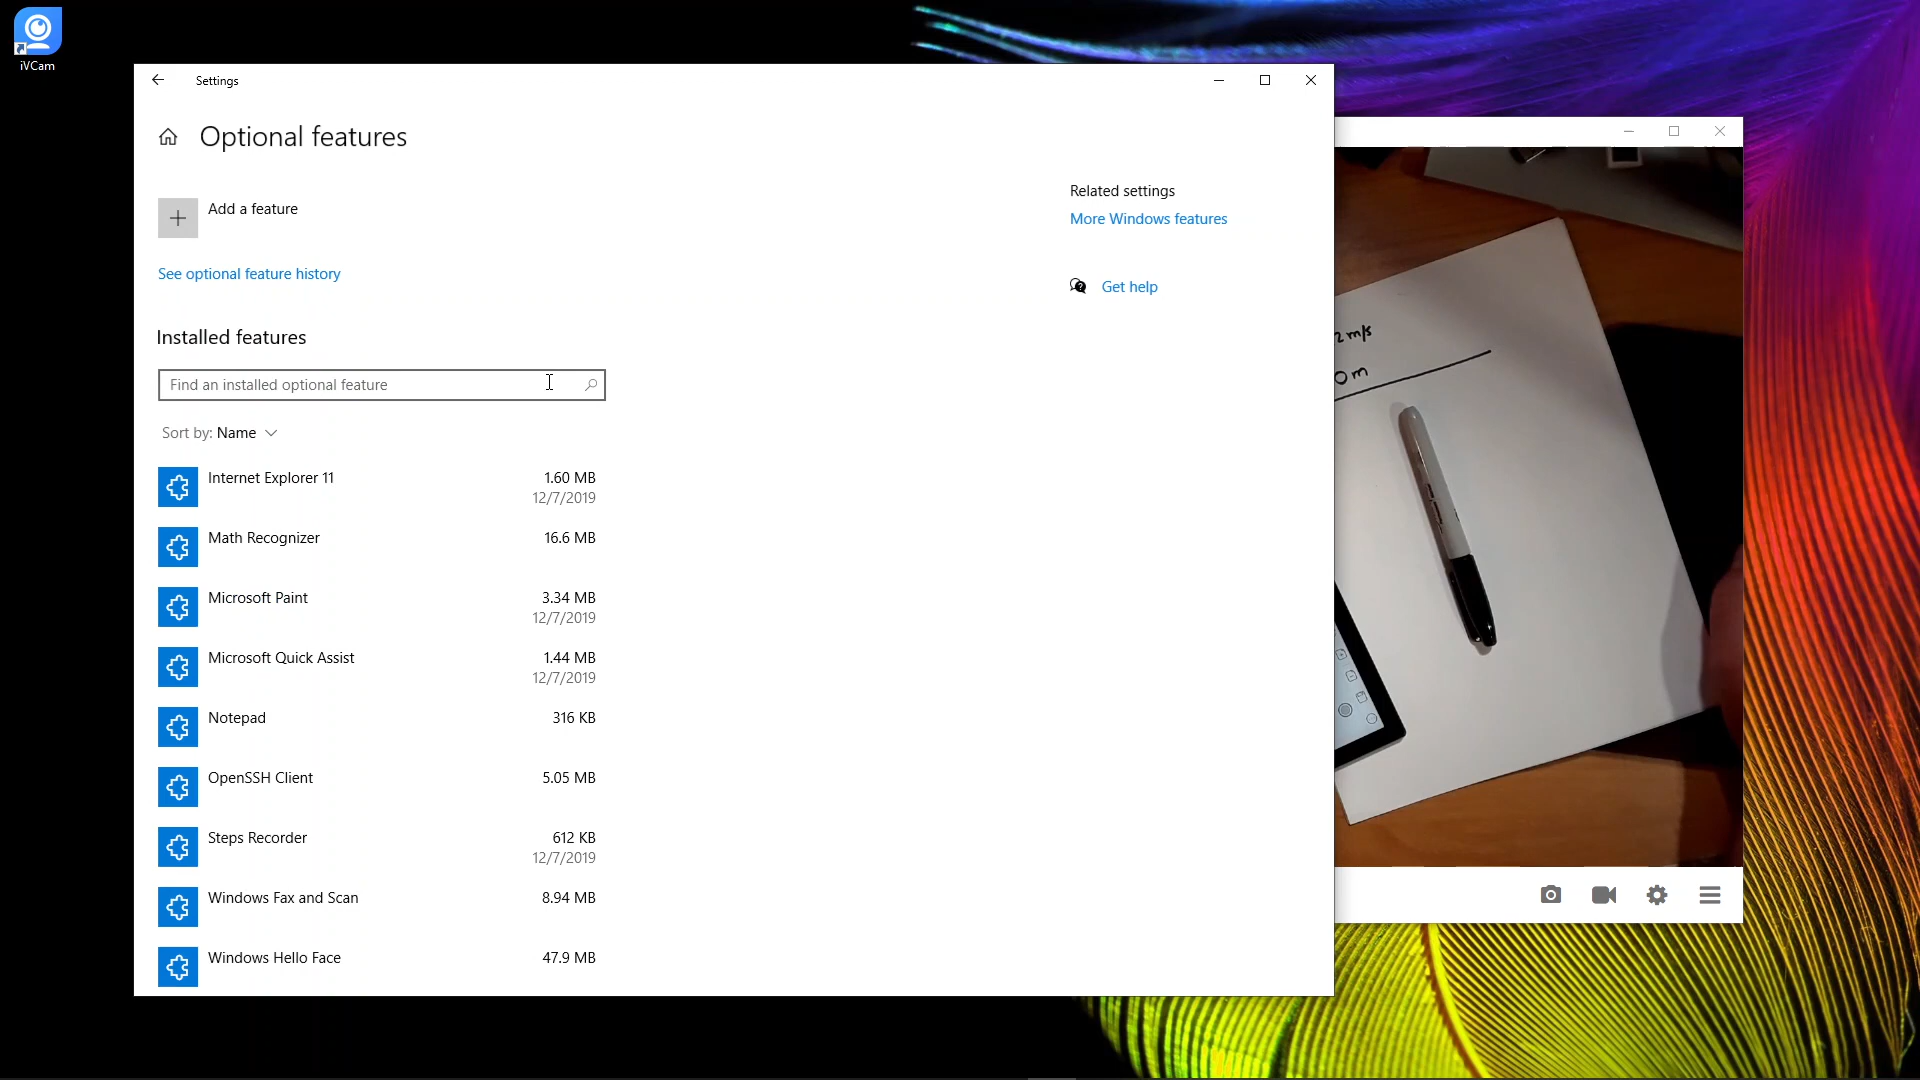 iVCam
Settings
Optional features
Add a feature
See optional feature history
Related settings
More Windows features
Get help
Installed features
Find an installed optional feature
Sort by: Name
Internet Explorer 11 1.60 MB
12/7/2019
Math Recognizer 16.6 MB
Microsoft Paint 3.34 MB
12/7/2019
Microsoft Quick Assist 1.44 MB
12/7/2019
Notepad 316 KB
OpenSSH Client 5.05 MB
Steps Recorder 612 KB
12/7/2019
Windows Fax and Scan 8.94 MB
Windows Hello Face 47.9 MB
2 m/s
0 m